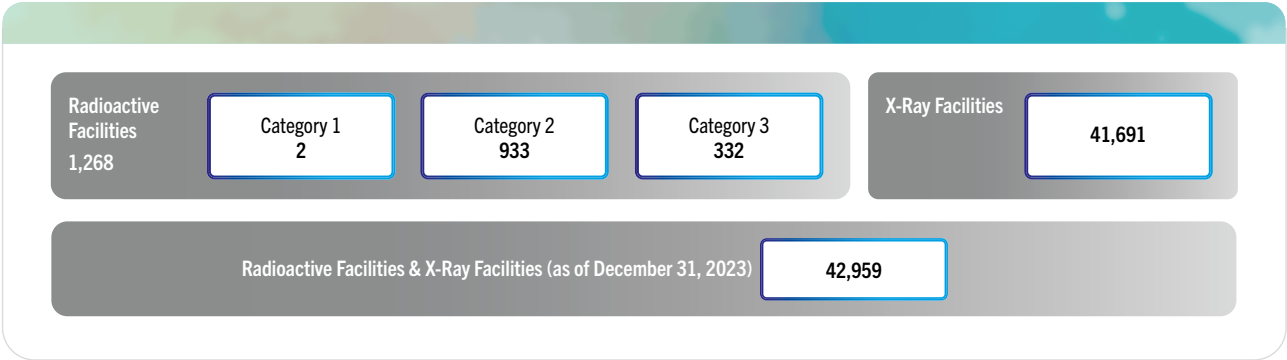 Radioactive
Facilities
1,268
Category 1
2
Category 2
933
Category 3
332
X-Ray Facilities
41,691
Radioactive Facilities & X-Ray Facilities (as of December 31, 2023)
42,959